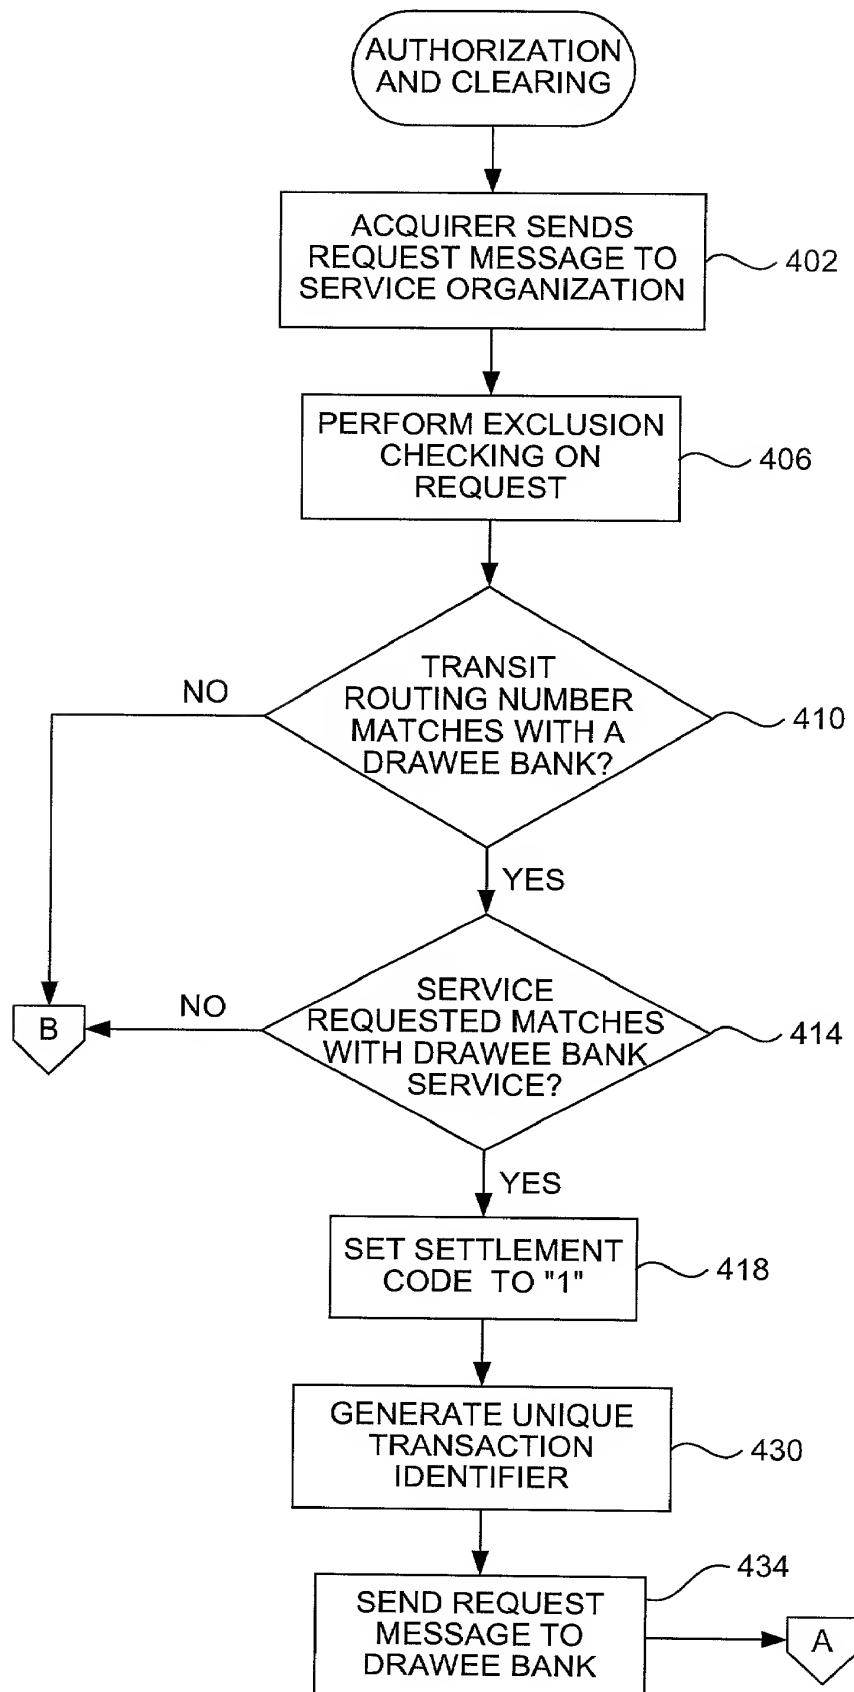 AUTHORIZATION
AND CLEARING
ACQUIRER SENDS
REQUEST MESSAGE TO
SERVICE ORGANIZATION
402
PERFORM EXCLUSION
CHECKING ON
REQUEST
406
TRANSIT
ROUTING NUMBER
MATCHES WITH A
DRAWEE BANK?
410
NO
YES
SERVICE
REQUESTED MATCHES
WITH DRAWEE BANK
SERVICE?
414
NO
B
YES
SET SETTLEMENT
CODE TO "1"
418
GENERATE UNIQUE
TRANSACTION
IDENTIFIER
430
SEND REQUEST
MESSAGE TO
DRAWEE BANK
434
A